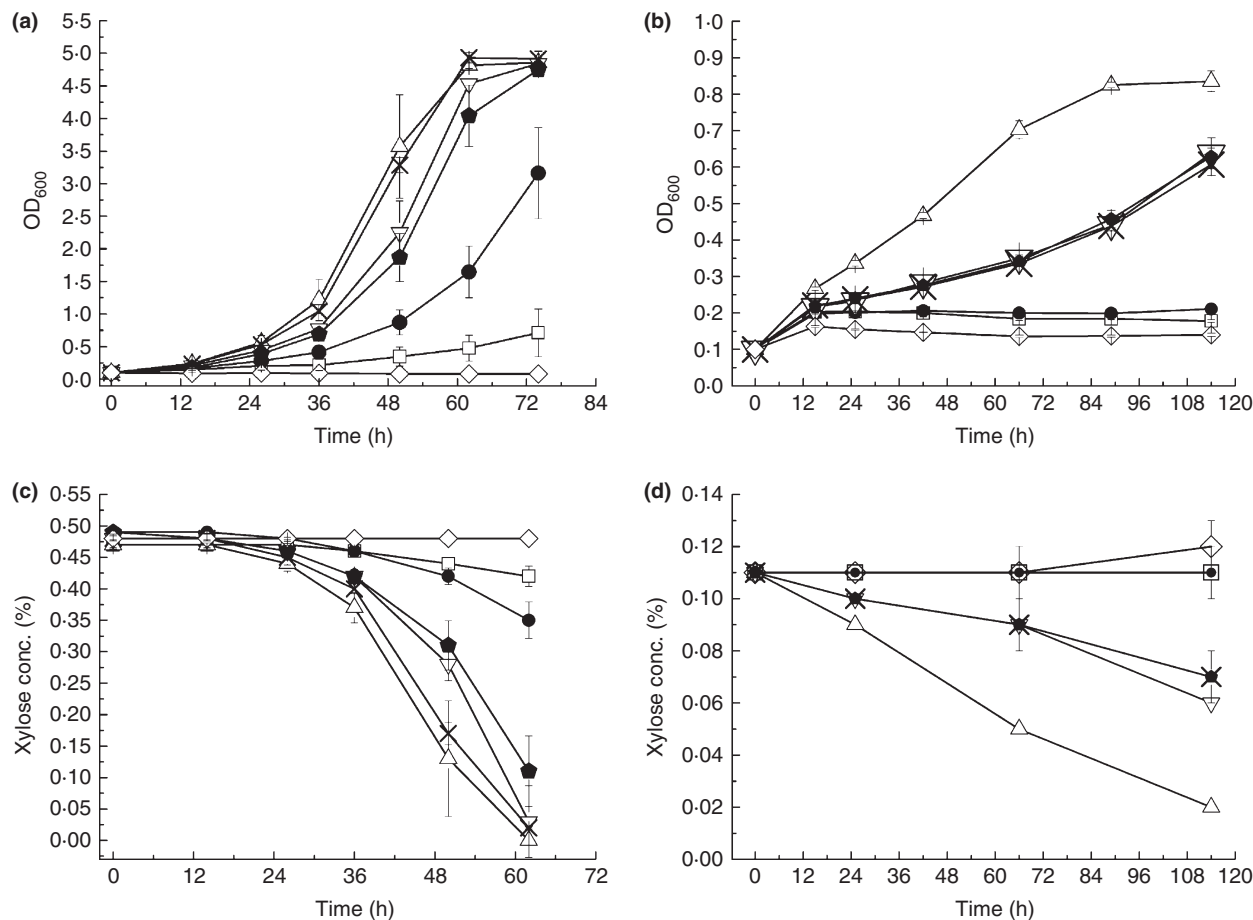 (a)
5·5
5·0
4·5
4·0
3·5
3·0
2·5
2·0
1·5
1·0
0·5
0·0
OD600
0 12 24 36 48 60 72 84
Time (h)
(b)
1·0
0·9
0·8
0·7
0·6
0·5
0·4
0·3
0·2
0·1
0·0
OD600
0 12 24 36 48 60 72 84 96 108 120
Time (h)
(c)
0·55
0·50
0·45
0·40
0·35
0·30
0·25
0·20
0·15
0·10
0·05
0·00
Xylose conc. (%)
0 12 24 36 48 60 72
Time (h)
(d)
0·14
0·12
0·10
0·08
0·06
0·04
0·02
0·00
Xylose conc. (%)
0 12 24 36 48 60 72 84 96 108 120
Time (h)